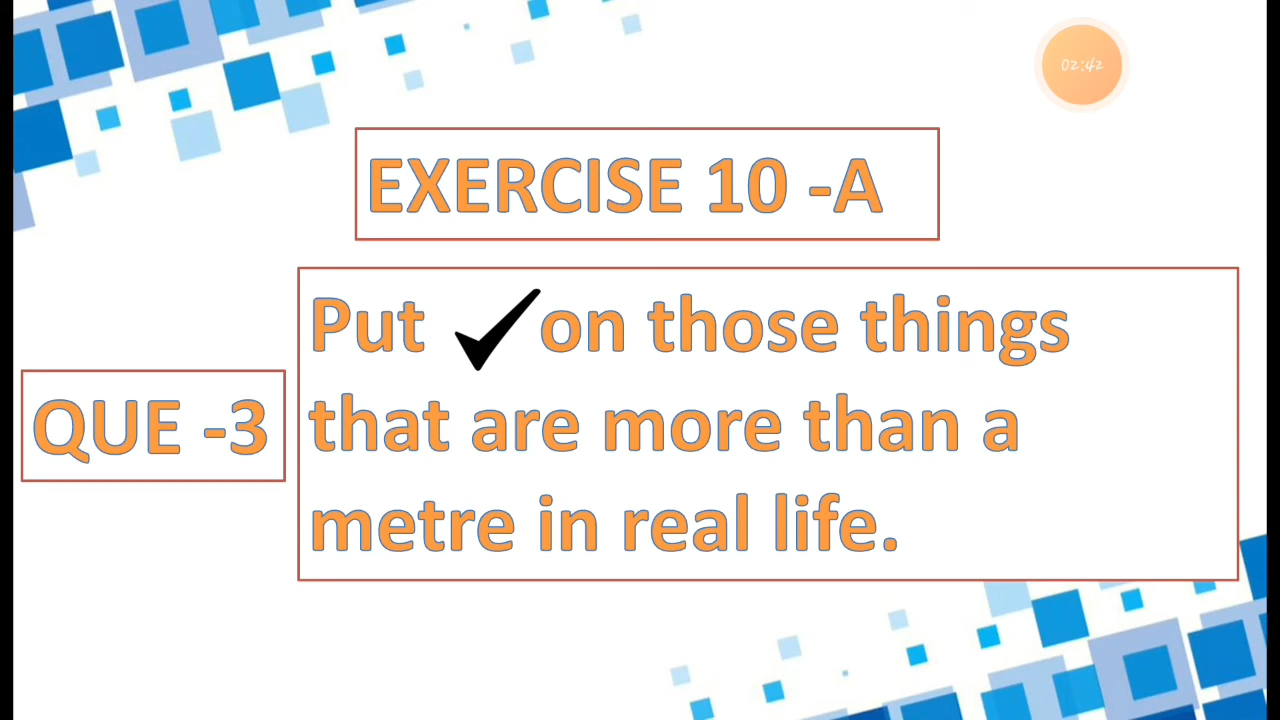 02:42
EXERCISE 10 -A
Put ✓ on those things
that are more than a
metre in real life.
QUE -3